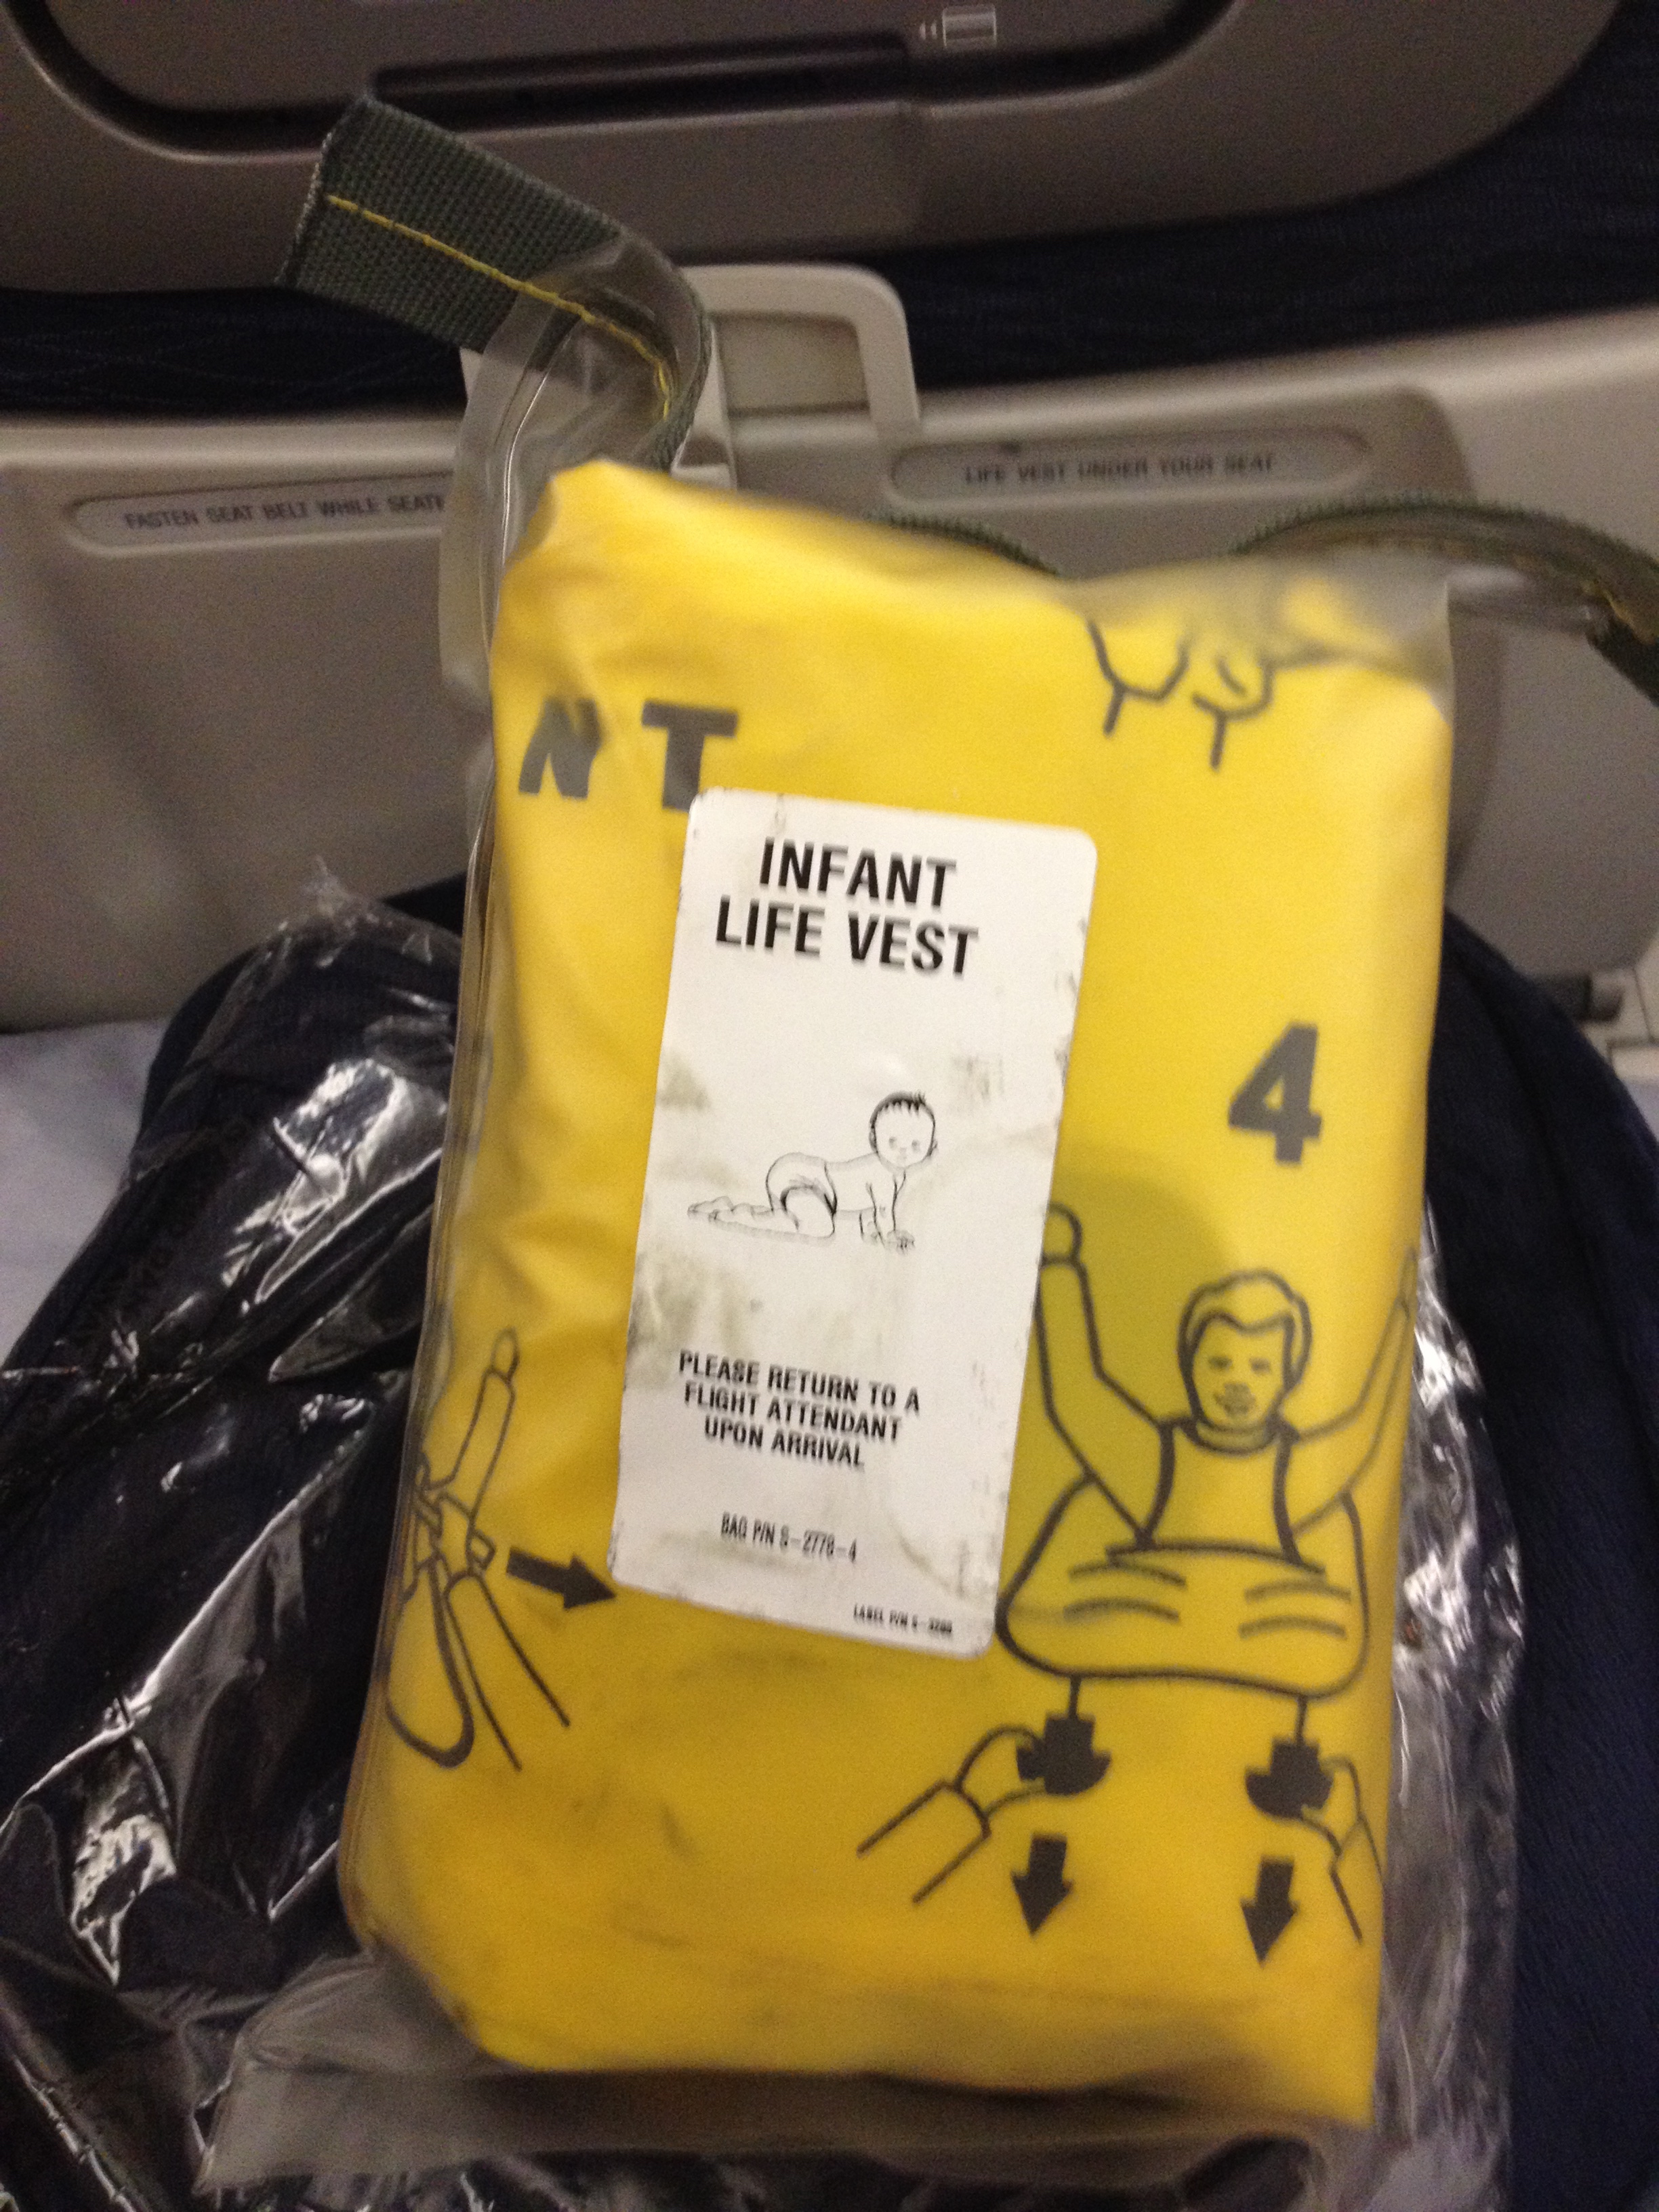 FASTEN SEAT BELT WHILE SEATE
LIFE VEST UNDER YOUR SEAT
NT
INFANT
LIFE VEST
4
PLEASE RETURN TO A
FLIGHT ATTENDANT
UPON ARRIVAL
BAG P/N S-2778-4
LABEL P/N